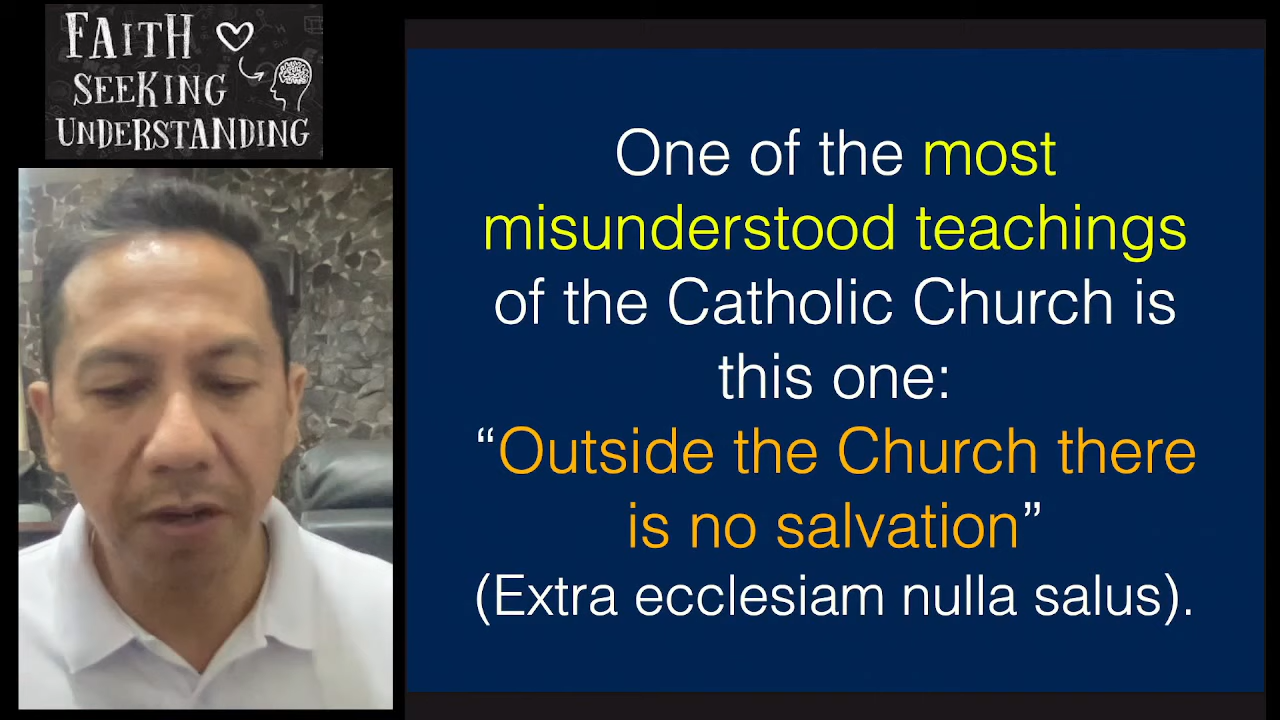 FAITH
SEEKING
UNDERSTANDING
One of the most
misunderstood teachings
of the Catholic Church is
this one:
“Outside the Church there
is no salvation”
(Extra ecclesiam nulla salus).